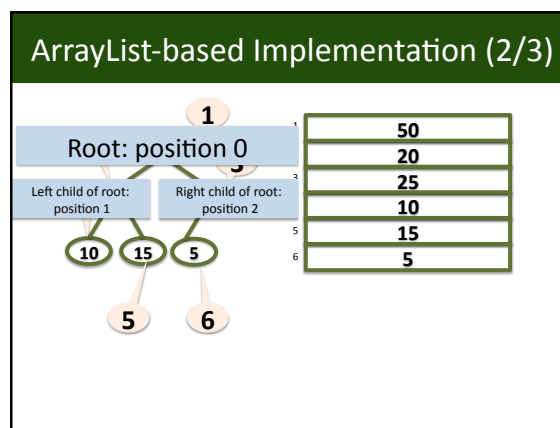 ArrayList-based Implementation (2/3)
1
Root: position 0
3
Left child of root:
position 1
Right child of root:
position 2
10
15
5
5
6
1
50
20
3
25
10
5
15
6
5